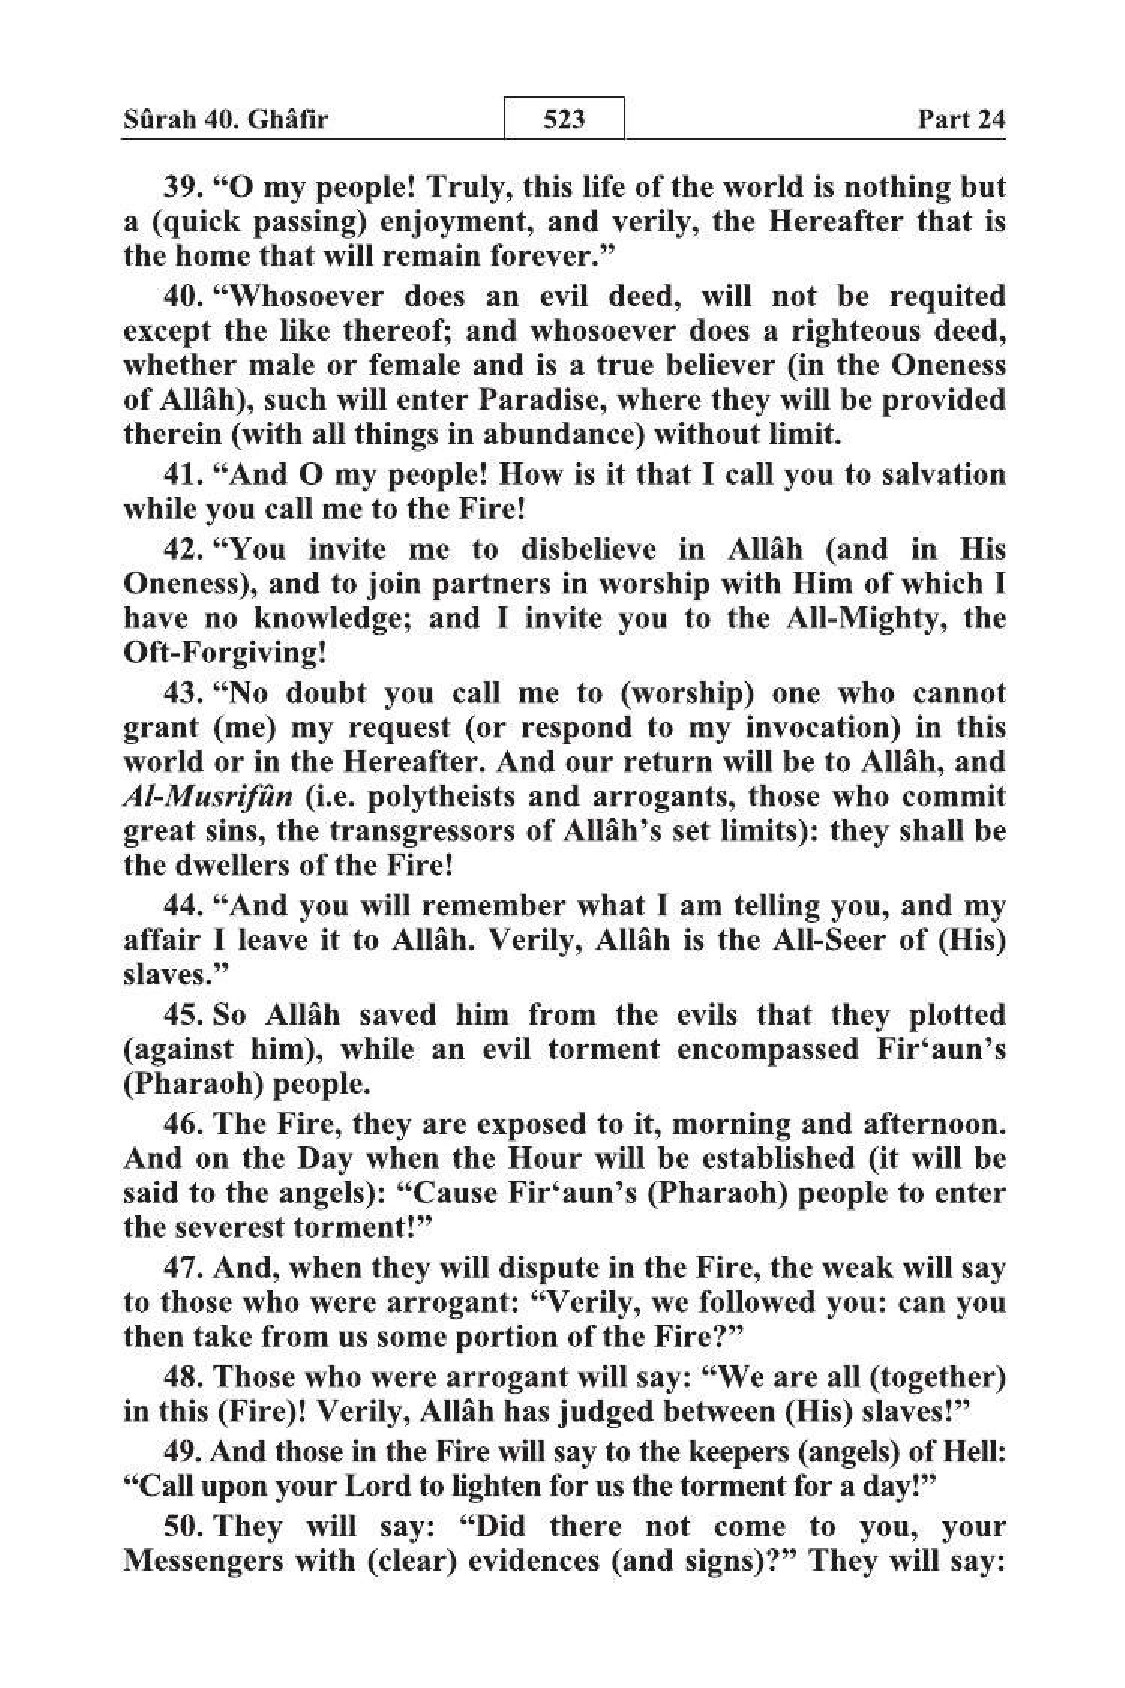 Sûrah 40. Ghâfir 523 Part 24
39. “O my people! Truly, this life of the world is nothing but
a (quick passing) enjoyment, and verily, the Hereafter that is
the home that will remain forever.”
40. “Whosoever does an evil deed, will not be requited
except the like thereof; and whosoever does a righteous deed,
whether male or female and is a true believer (in the Oneness
of Allâh), such will enter Paradise, where they will be provided
therein (with all things in abundance) without limit.
41. “And O my people! How is it that I call you to salvation
while you call me to the Fire!
42. “You invite me to disbelieve in Allâh (and in His
Oneness), and to join partners in worship with Him of which I
have no knowledge; and I invite you to the All-Mighty, the
Oft-Forgiving!
43. “No doubt you call me to (worship) one who cannot
grant (me) my request (or respond to my invocation) in this
world or in the Hereafter. And our return will be to Allâh, and
Al-Musrifûn (i.e. polytheists and arrogants, those who commit
great sins, the transgressors of Allâh’s set limits): they shall be
the dwellers of the Fire!
44. “And you will remember what I am telling you, and my
affair I leave it to Allâh. Verily, Allâh is the All-Seer of (His)
slaves.”
45. So Allâh saved him from the evils that they plotted
(against him), while an evil torment encompassed Fir‘aun’s
(Pharaoh) people.
46. The Fire, they are exposed to it, morning and afternoon.
And on the Day when the Hour will be established (it will be
said to the angels): “Cause Fir‘aun’s (Pharaoh) people to enter
the severest torment!”
47. And, when they will dispute in the Fire, the weak will say
to those who were arrogant: “Verily, we followed you: can you
then take from us some portion of the Fire?”
48. Those who were arrogant will say: “We are all (together)
in this (Fire)! Verily, Allâh has judged between (His) slaves!”
49. And those in the Fire will say to the keepers (angels) of Hell:
“Call upon your Lord to lighten for us the torment for a day!”
50. They will say: “Did there not come to you, your
Messengers with (clear) evidences (and signs)?” They will say: